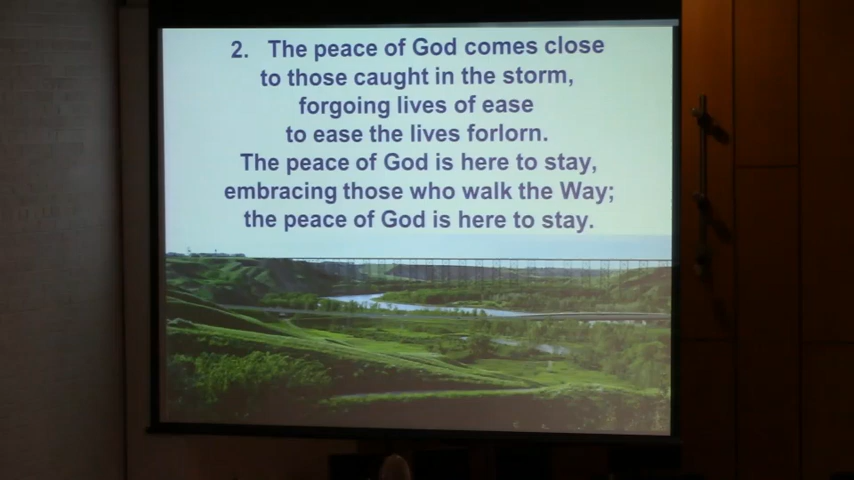 2. The peace of God comes close
to those caught in the storm,
forgoing lives of ease
to ease the lives forlorn.
The peace of God is here to stay,
embracing those who walk the Way;
the peace of God is here to stay.